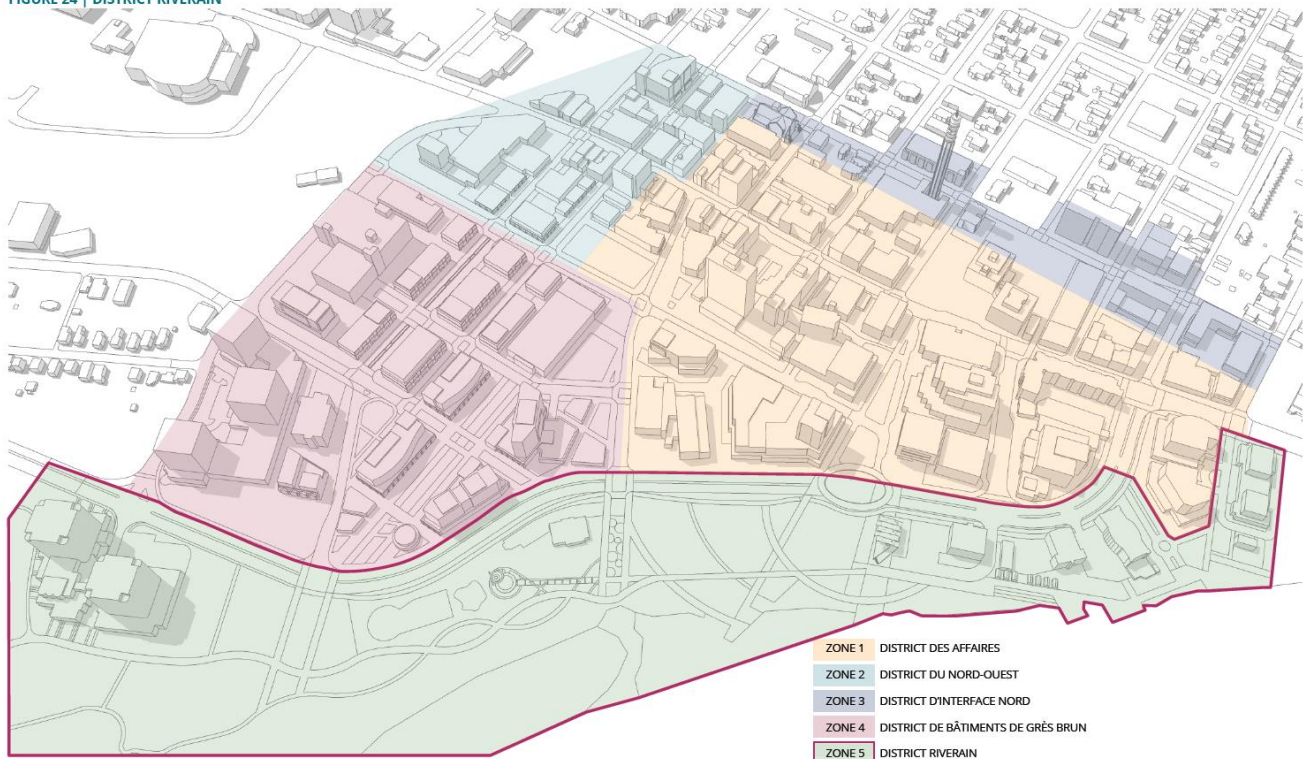 FIGURE 24 | DISTRICT RIVERAIN
ZONE 1 DISTRICT DES AFFAIRES
ZONE 2 DISTRICT DU NORD-OUEST
ZONE 3 DISTRICT D'INTERFACE NORD
ZONE 4 DISTRICT DE BÂTIMENTS DE GRÈS BRUN
ZONE 5 DISTRICT RIVERAIN